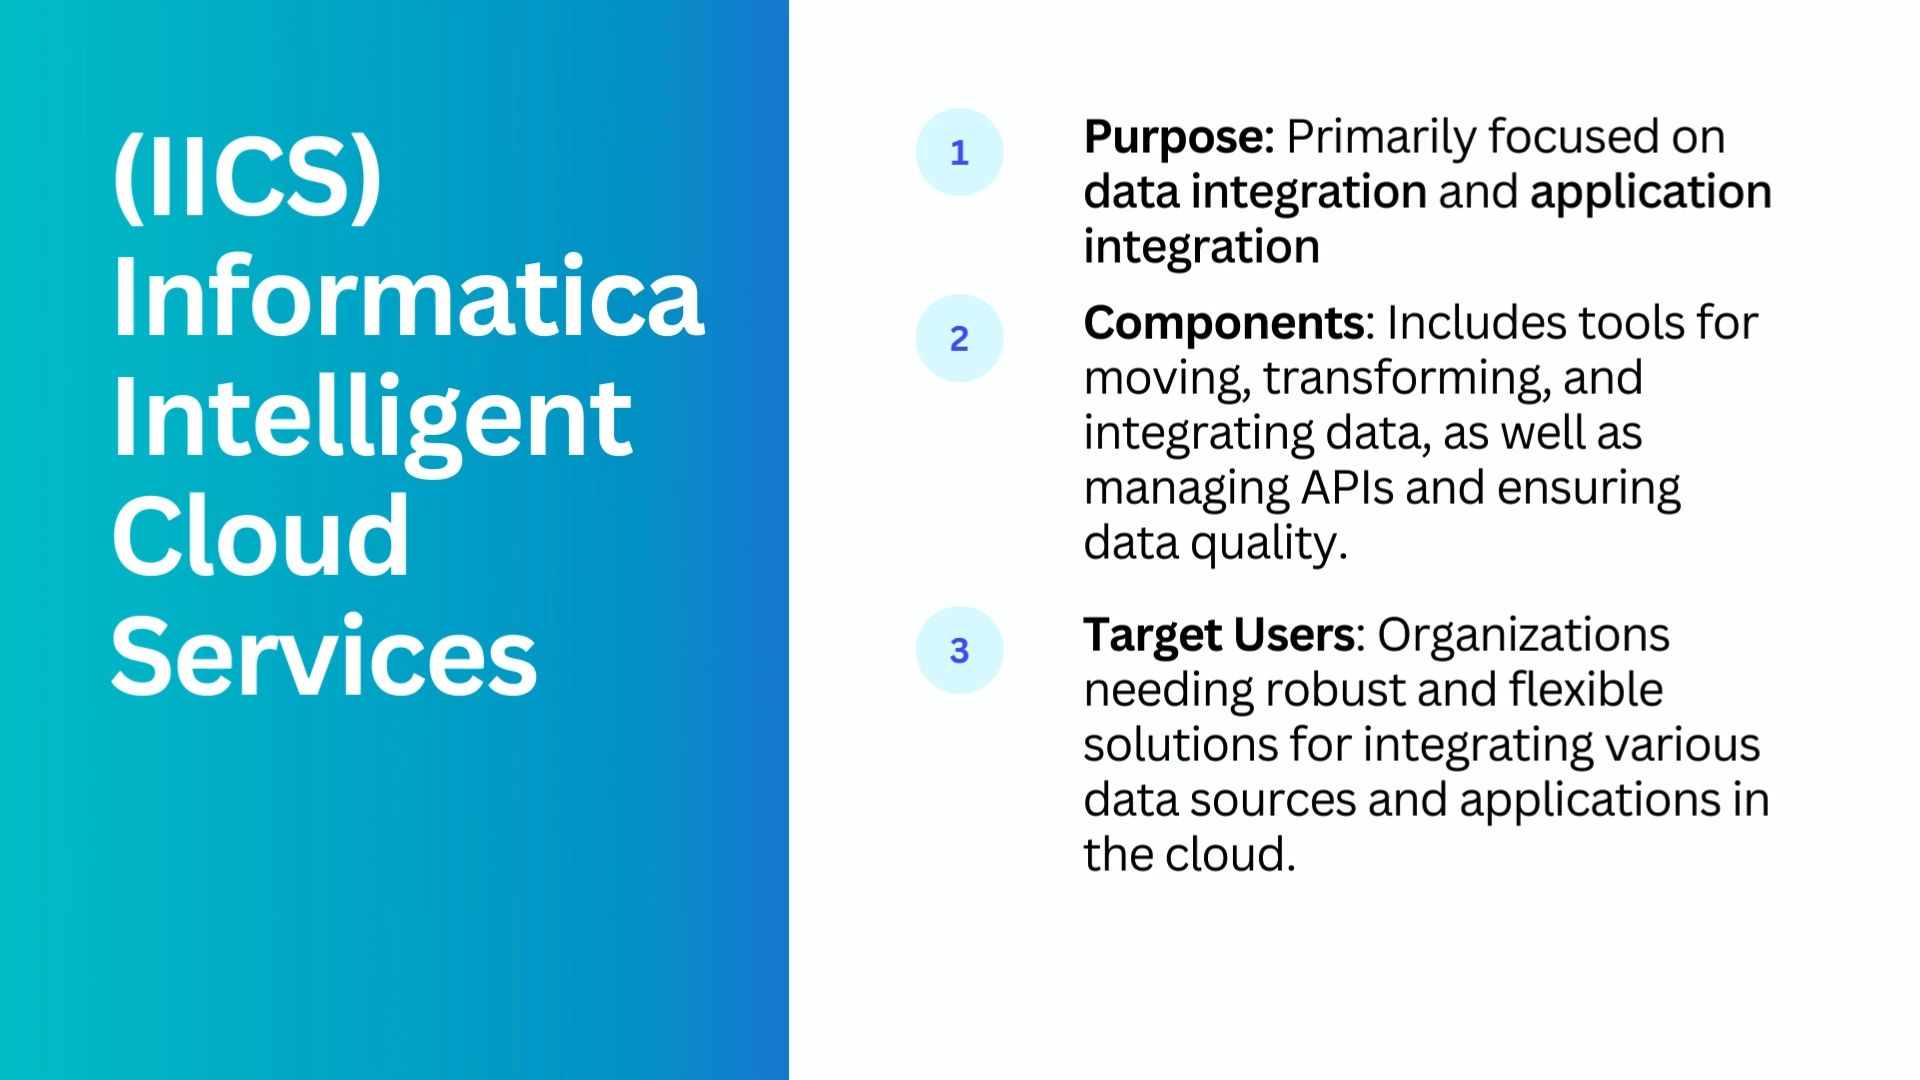 (IICS)
Informatica
Intelligent
Cloud
Services
1
Purpose: Primarily focused on
data integration and application
integration
2
Components: Includes tools for
moving, transforming, and
integrating data, as well as
managing APIs and ensuring
data quality.
3
Target Users: Organizations
needing robust and flexible
solutions for integrating various
data sources and applications in
the cloud.